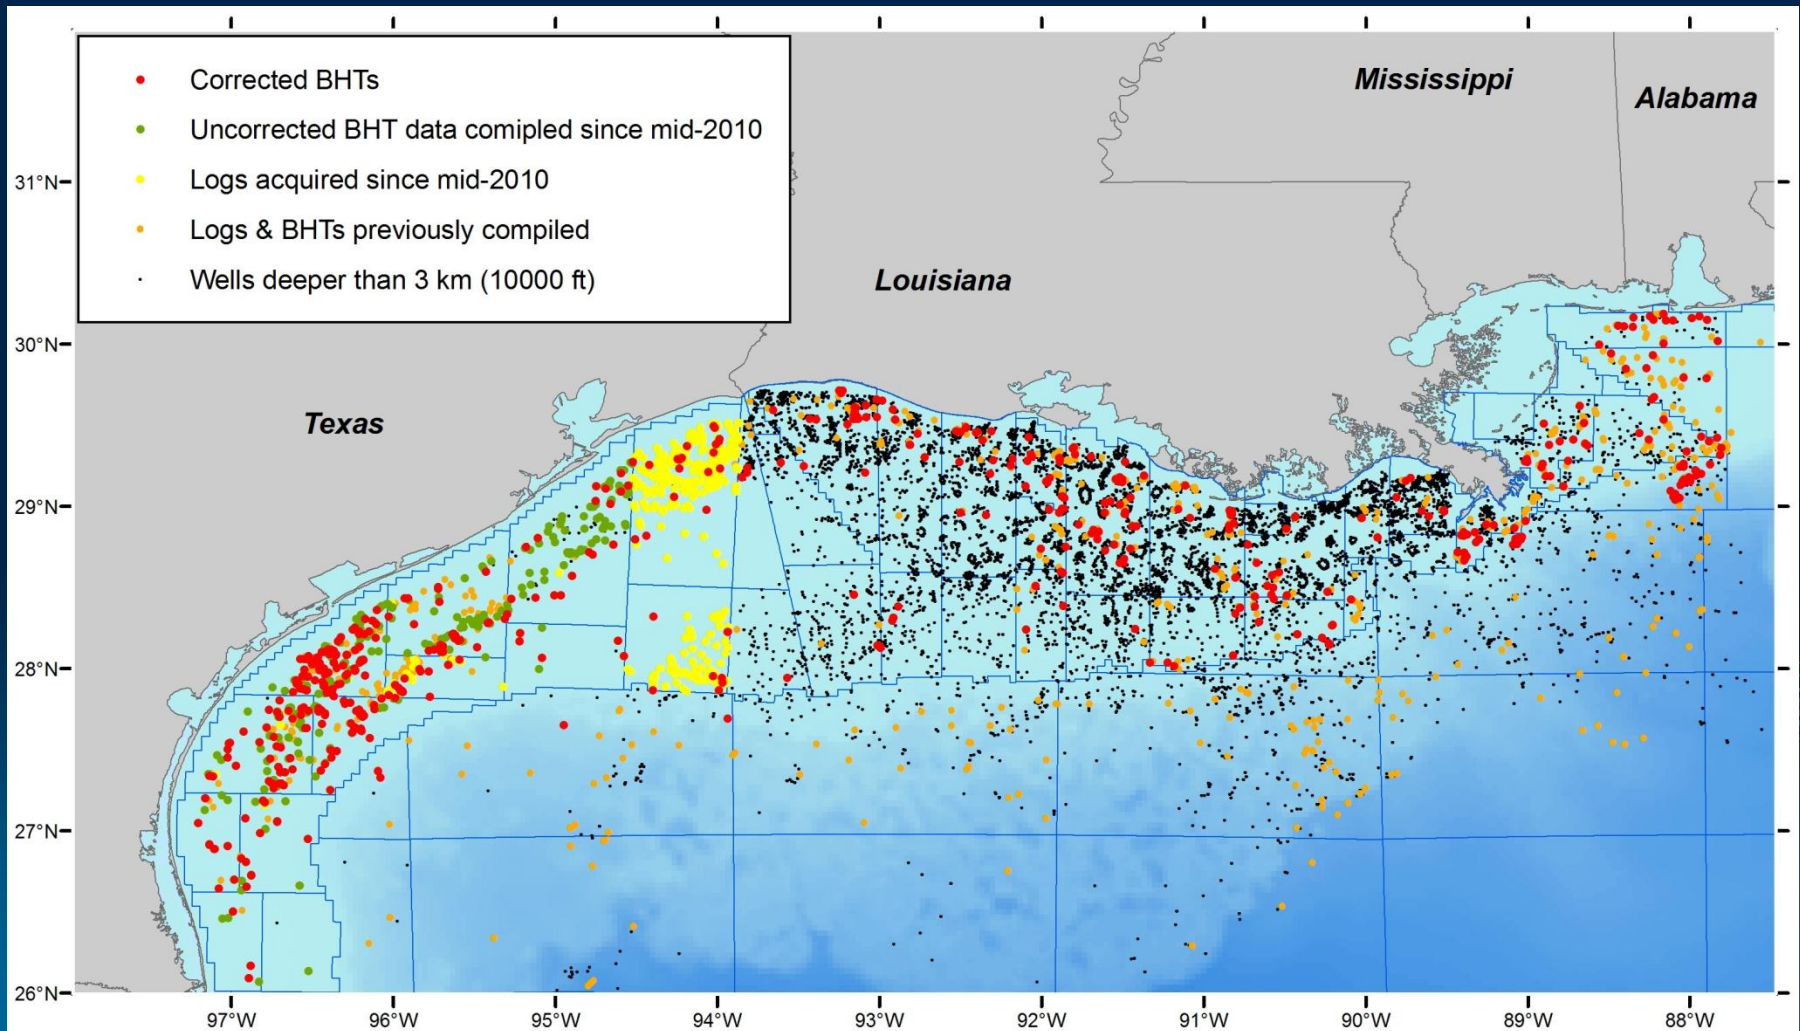 Corrected BHTs
Uncorrected BHT data comipled since mid-2010
Logs acquired since mid-2010
Logs & BHTs previously compiled
Wells deeper than 3 km (10000 ft)
Mississippi
Alabama
Louisiana
Texas
31°N
30°N
29°N
28°N
27°N
26°N
97°W 96°W 95°W 94°W 93°W 92°W 91°W 90°W 89°W 88°W